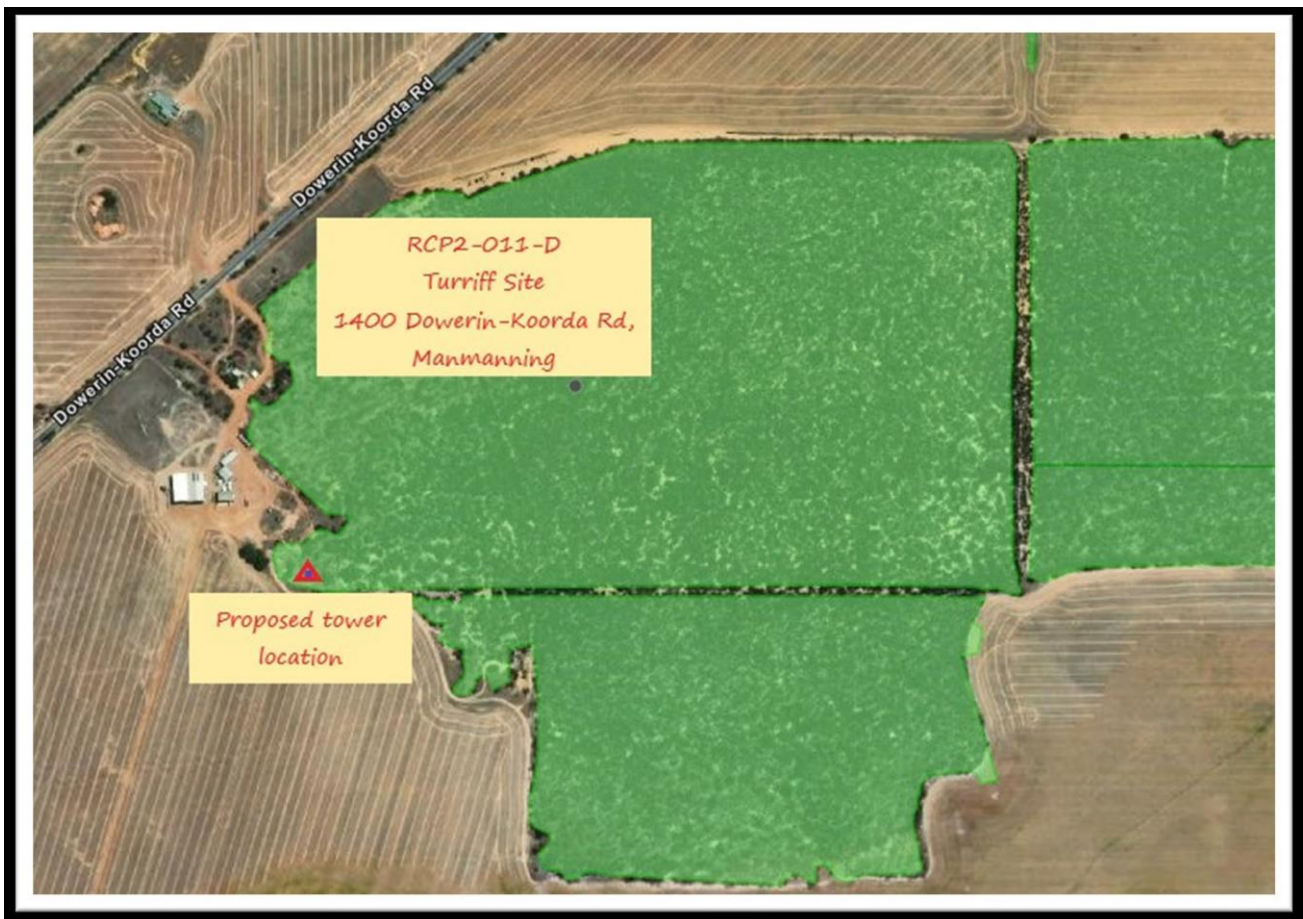 Dowerin-Koorda Rd
Dowerin-Koorda Rd
RCP2-011-D
Turriff Site
1400 Dowerin-Koorda Rd,
Manmanning
Proposed tower
location